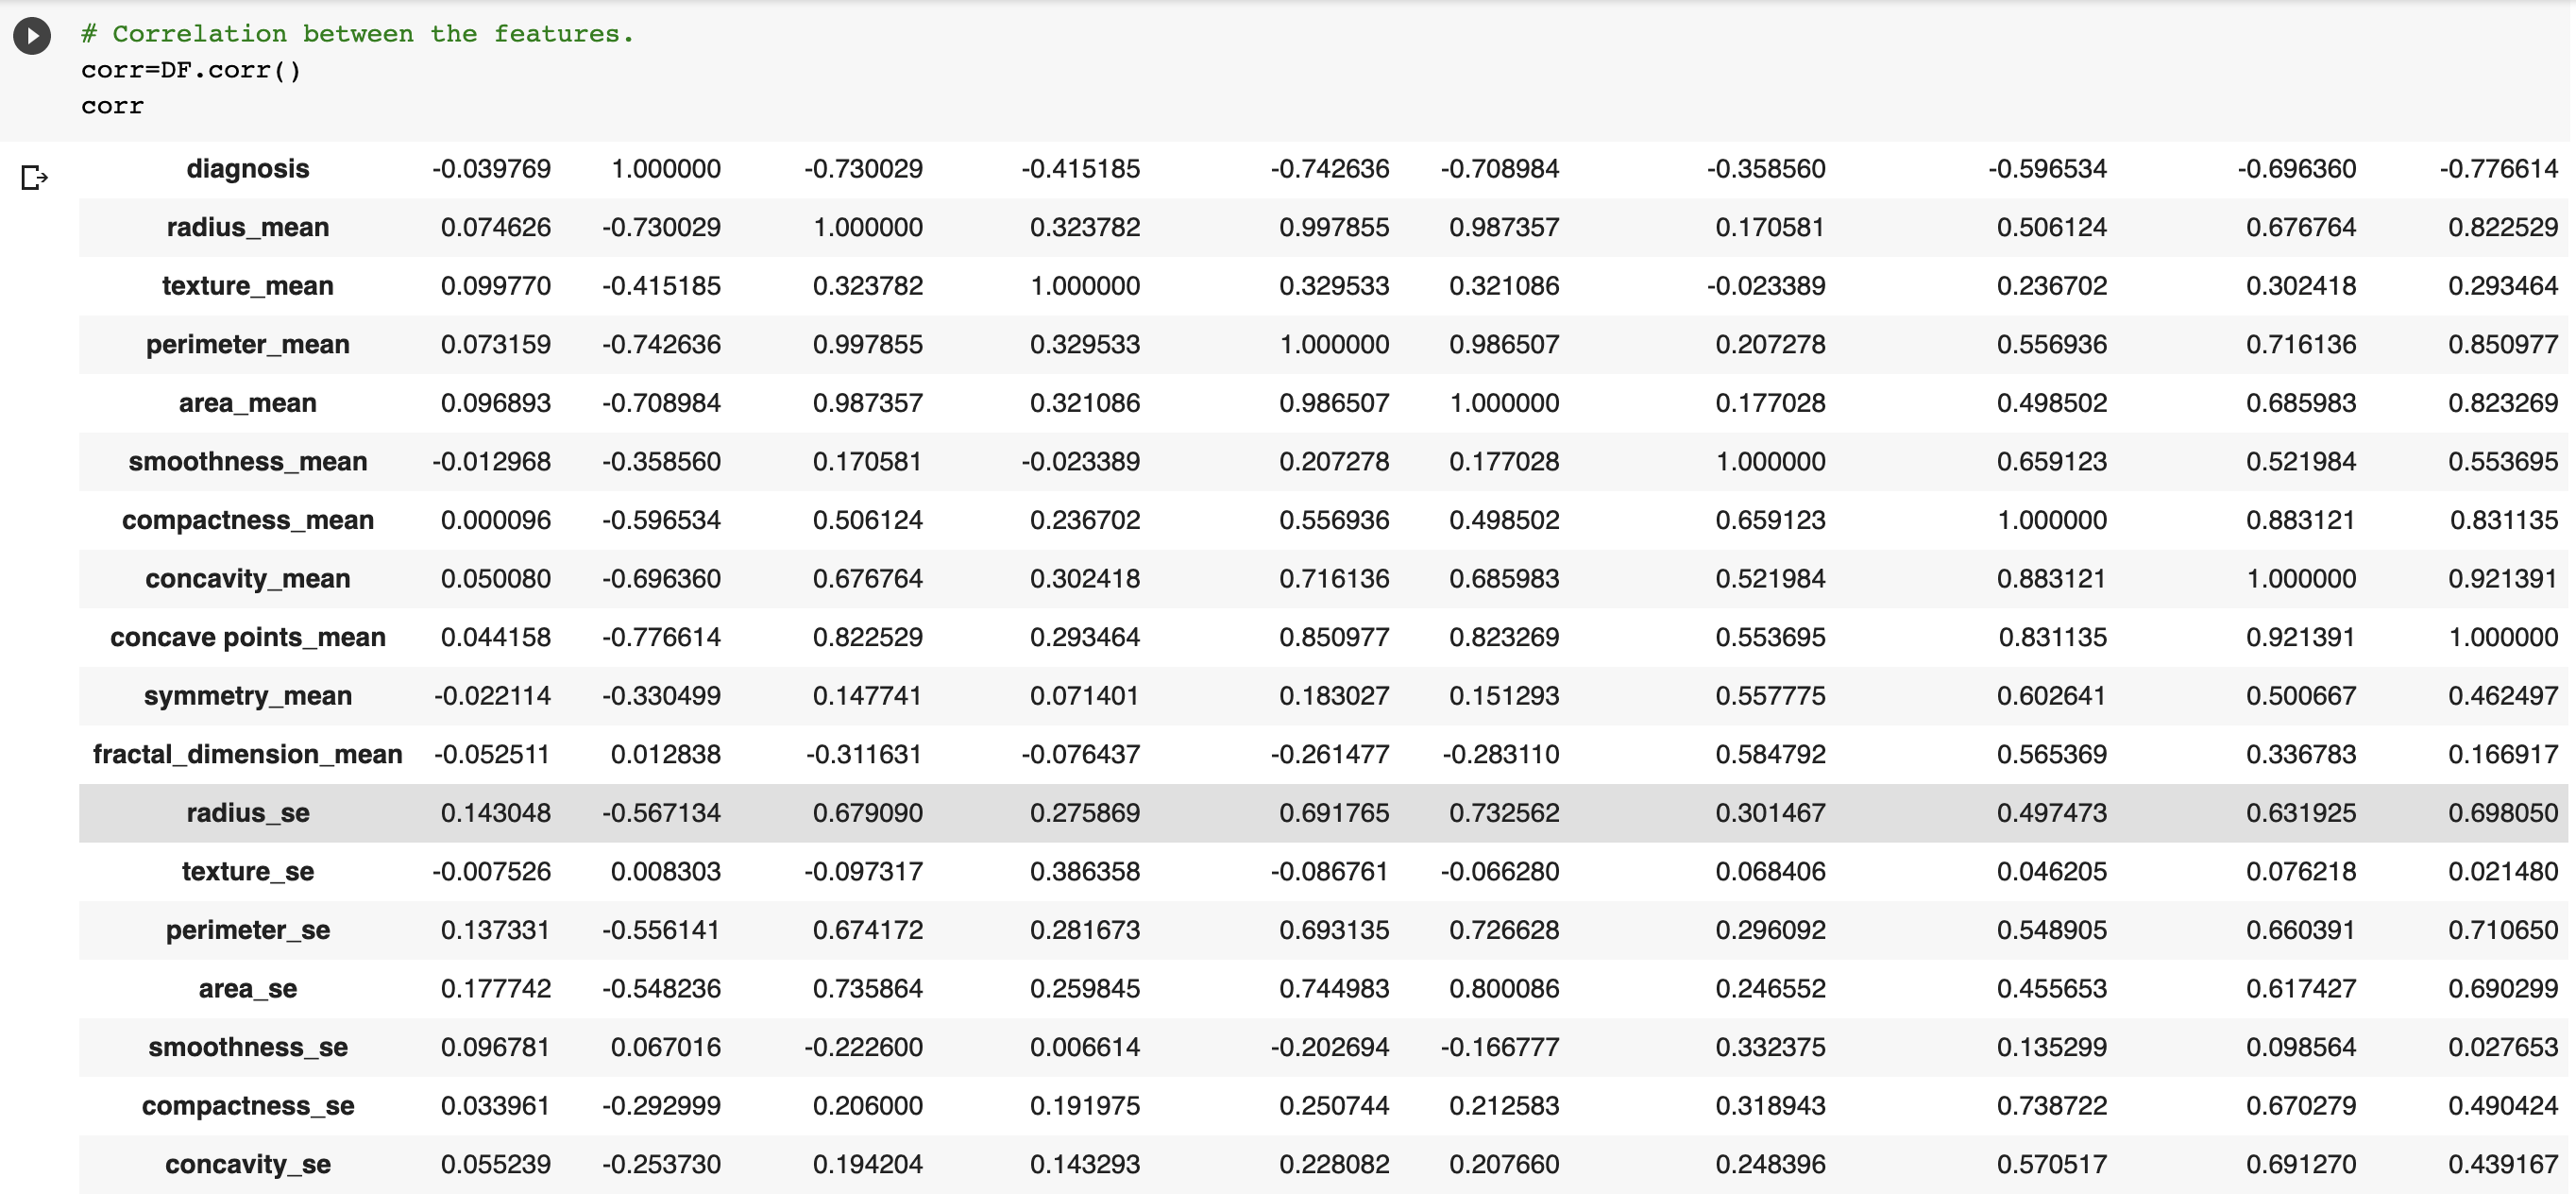 # Correlation between the features.
corr=DF.corr()
corr
diagnosis -0.039769 1.000000 -0.730029 -0.415185 -0.742636 -0.708984 -0.358560 -0.596534 -0.696360 -0.776614
radius_mean 0.074626 -0.730029 1.000000 0.323782 0.997855 0.987357 0.170581 0.506124 0.676764 0.822529
texture_mean 0.099770 -0.415185 0.323782 1.000000 0.329533 0.321086 -0.023389 0.236702 0.302418 0.293464
perimeter_mean 0.073159 -0.742636 0.997855 0.329533 1.000000 0.986507 0.207278 0.556936 0.716136 0.850977
area_mean 0.096893 -0.708984 0.987357 0.321086 0.986507 1.000000 0.177028 0.498502 0.685983 0.823269
smoothness_mean -0.012968 -0.358560 0.170581 -0.023389 0.207278 0.177028 1.000000 0.659123 0.521984 0.553695
compactness_mean 0.000096 -0.596534 0.506124 0.236702 0.556936 0.498502 0.659123 1.000000 0.883121 0.831135
concavity_mean 0.050080 -0.696360 0.676764 0.302418 0.716136 0.685983 0.521984 0.883121 1.000000 0.921391
concave points_mean 0.044158 -0.776614 0.822529 0.293464 0.850977 0.823269 0.553695 0.831135 0.921391 1.000000
symmetry_mean -0.022114 -0.330499 0.147741 0.071401 0.183027 0.151293 0.557775 0.602641 0.500667 0.462497
fractal_dimension_mean -0.052511 0.012838 -0.311631 -0.076437 -0.261477 -0.283110 0.584792 0.565369 0.336783 0.166917
radius_se 0.143048 -0.567134 0.679090 0.275869 0.691765 0.732562 0.301467 0.497473 0.631925 0.698050
texture_se -0.007526 0.008303 -0.097317 0.386358 -0.086761 -0.066280 0.068406 0.046205 0.076218 0.021480
perimeter_se 0.137331 -0.556141 0.674172 0.281673 0.693135 0.726628 0.296092 0.548905 0.660391 0.710650
area_se 0.177742 -0.548236 0.735864 0.259845 0.744983 0.800086 0.246552 0.455653 0.617427 0.690299
smoothness_se 0.096781 0.067016 -0.222600 0.006614 -0.202694 -0.166777 0.332375 0.135299 0.098564 0.027653
compactness_se 0.033961 -0.292999 0.206000 0.191975 0.250744 0.212583 0.318943 0.738722 0.670279 0.490424
concavity_se 0.055239 -0.253730 0.194204 0.143293 0.228082 0.207660 0.248396 0.570517 0.691270 0.439167